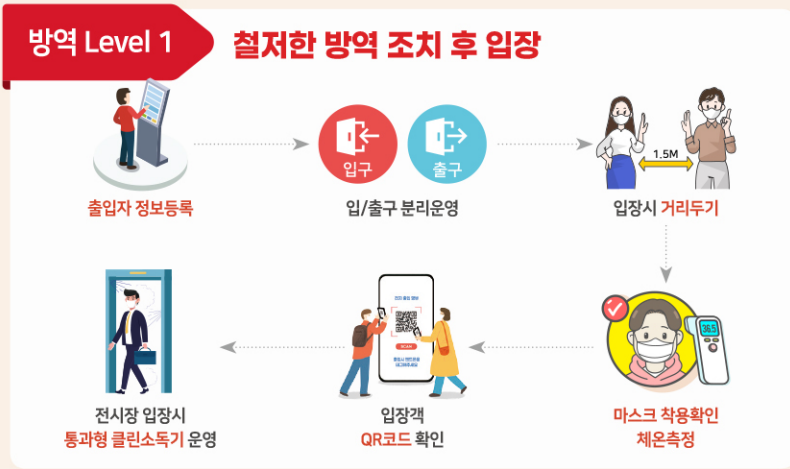 방역 Level 1
철저한 방역 조치 후 입장
입구
출구
1.5M
출입자 정보등록
입/출구 분리운영
입장시 거리두기
36.5
SCAN
전시장 입장시
통과형 클린소독기 운영
입장객
QR코드 확인
마스크 착용확인
체온측정